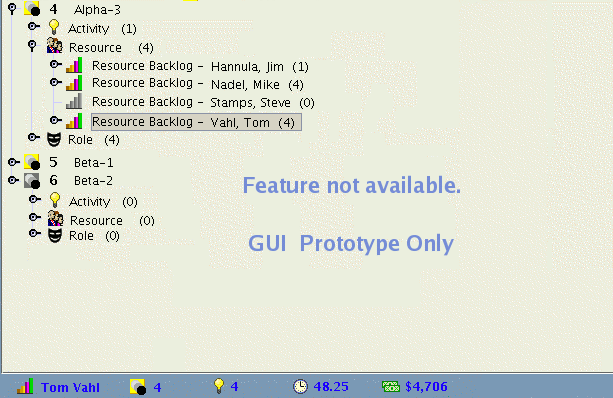 4 Alpha-3
Activity (1)
Resource (4)
Resource Backlog – Hannula, Jim (1)
Resource Backlog – Nadel, Mike (4)
Resource Backlog – Stamps, Steve (0)
Resource Backlog – Vahl, Tom (4)
Role (4)
5 Beta-1
6 Beta-2
Activity (0)
Resource (0)
Role (0)
Feature not available.
GUI Prototype Only
Tom Vahl 4 4 48.25 $4,706